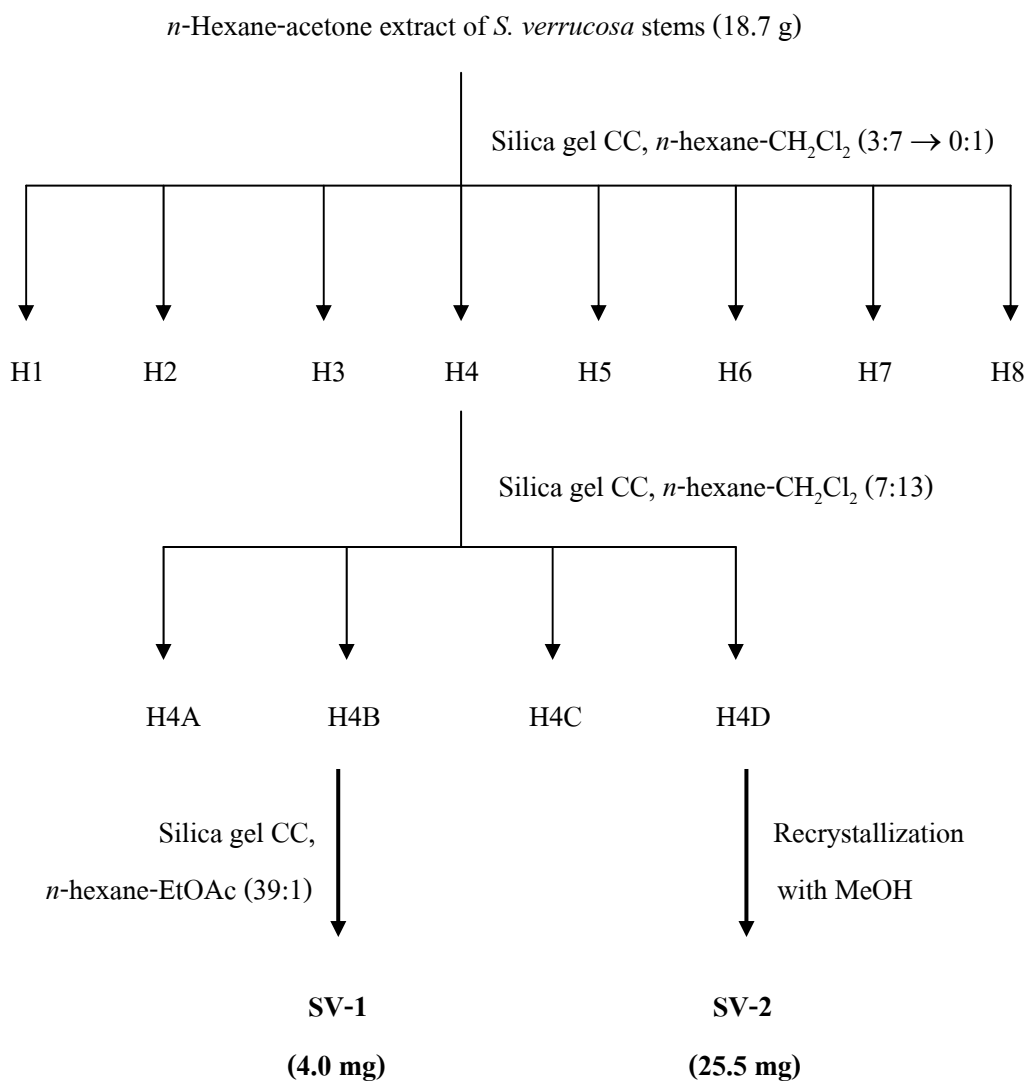 n-Hexane-acetone extract of S. verrucosa stems (18.7 g)
Silica gel CC, n-hexane-CH₂Cl₂ (3:7 → 0:1)
H1 H2 H3 H4 H5 H6 H7 H8
Silica gel CC, n-hexane-CH₂Cl₂ (7:13)
H4A H4B H4C H4D
Silica gel CC,
n-hexane-EtOAc (39:1)
Recrystallization
with MeOH
SV-1
(4.0 mg)
SV-2
(25.5 mg)